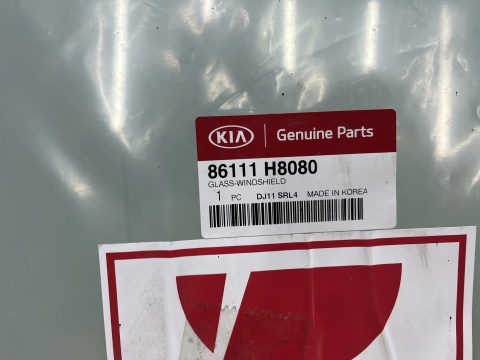 KIA Genuine Parts
86111 H8080
GLASS-WINDSHIELD
1 PC DJ11 SRL4 MADE IN KOREA